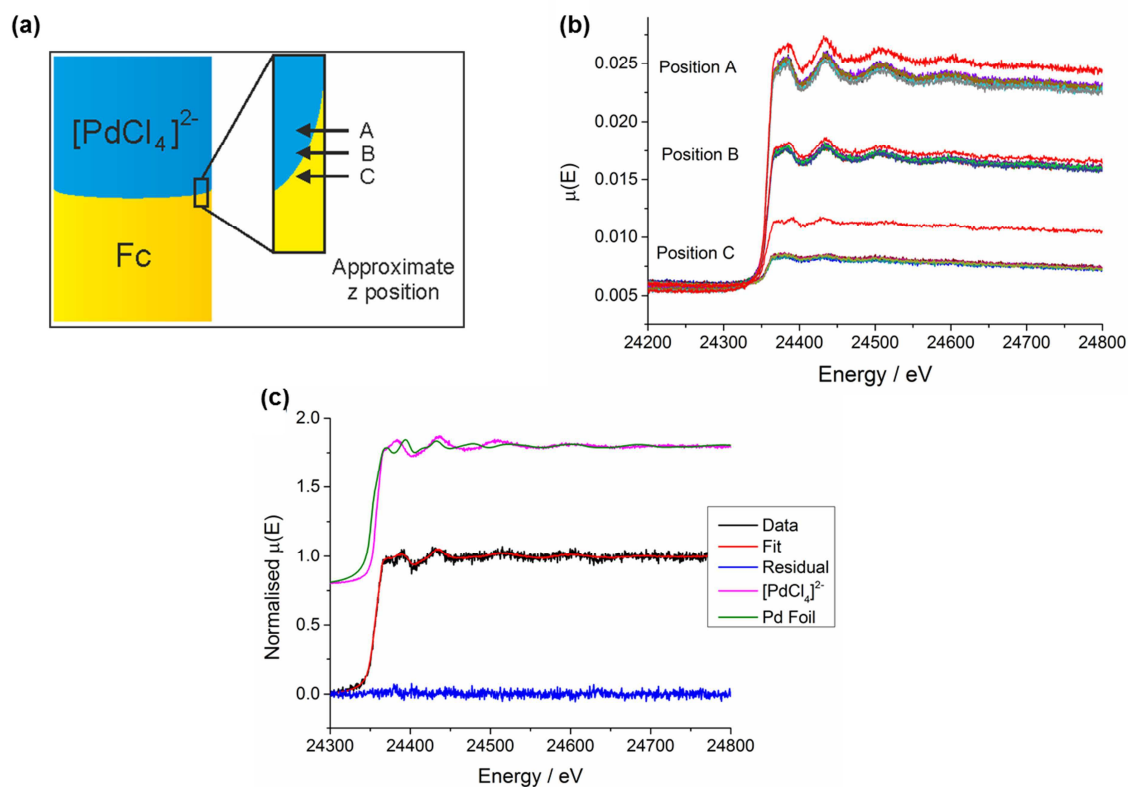 (a)
[PdCl₄]²⁻
Fc
A
B
C
Approximate
z position
(b)
μ(E)
0.025
0.020
0.015
0.010
0.005
Position A
Position B
Position C
24200 24300 24400 24500 24600 24700 24800
Energy / eV
(c)
Normalised μ(E)
2.0
1.5
1.0
0.5
0.0
24300 24400 24500 24600 24700 24800
Energy / eV
Data
Fit
Residual
[PdCl₄]²⁻
Pd Foil